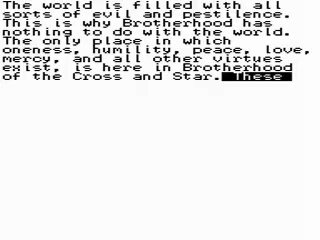 The world is filled with all
sorts of evil and pestilence.
This is why Brotherhood has
nothing to do with the world.
The only place in which
oneness, humility, peace, love,
mercy, and all other virtues
exist, is here in Brotherhood
of the Cross and Star. These